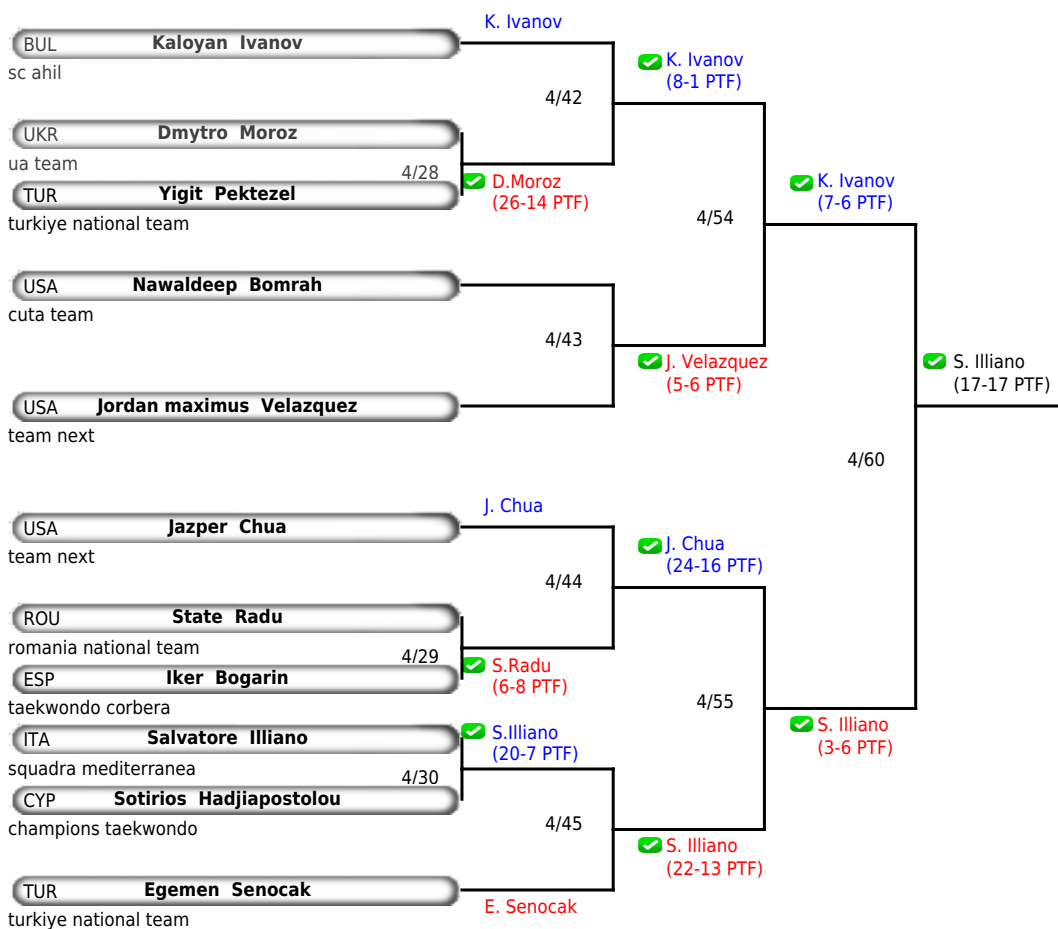 K. Ivanov
BUL Kaloyan Ivanov
sc ahil
K. Ivanov
(8-1 PTF)
4/42
UKR Dmytro Moroz
ua team
4/28
D.Moroz
(26-14 PTF)
TUR Yigit Pektezel
turkiye national team
K. Ivanov
(7-6 PTF)
4/54
USA Nawaldeep Bomrah
cuta team
4/43
J. Velazquez
(5-6 PTF)
S. Illiano
(17-17 PTF)
USA Jordan maximus Velazquez
team next
4/60
J. Chua
USA Jazper Chua
team next
J. Chua
(24-16 PTF)
4/44
ROU State Radu
romania national team
4/29
S.Radu
(6-8 PTF)
ESP Iker Bogarin
taekwondo corbera
4/55
S. Illiano
(3-6 PTF)
ITA Salvatore Illiano
S.Illiano
(20-7 PTF)
squadra mediterranea
4/30
CYP Sotirios Hadjiapostolou
champions taekwondo
4/45
S. Illiano
(22-13 PTF)
TUR Egemen Senocak
E. Senocak
turkiye national team